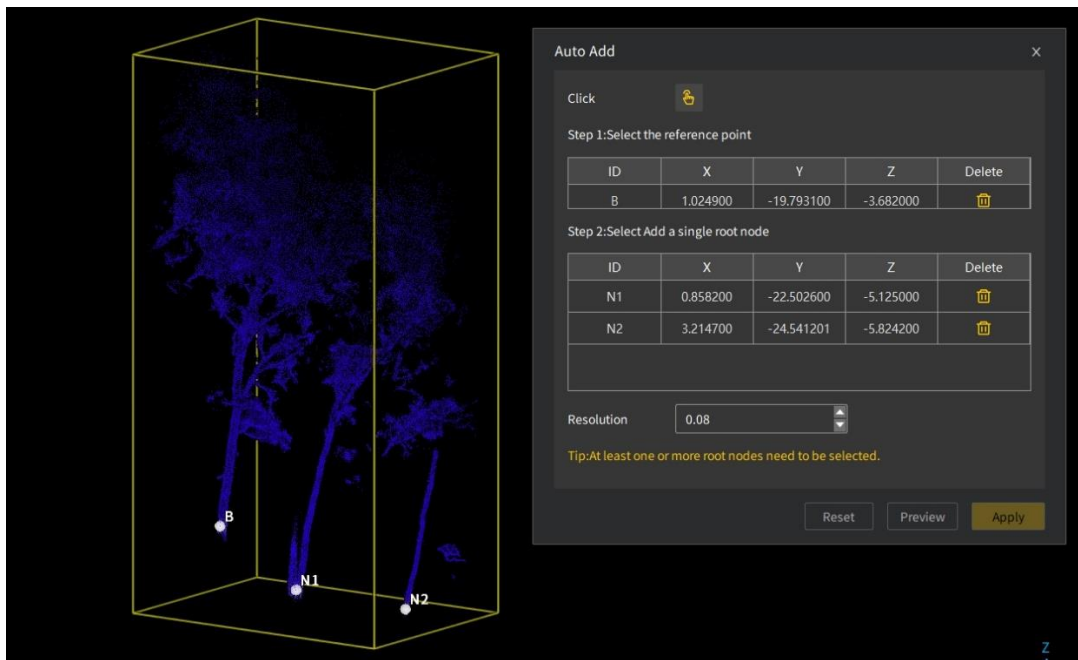 Auto Add
Click
Step 1:Select the reference point
ID X Y Z Delete
B 1.024900 -19.793100 -3.682000
Step 2:Select Add a single root node
ID X Y Z Delete
N1 0.858200 -22.502600 -5.125000
N2 3.214700 -24.541201 -5.824200
Resolution 0.08
Tip:At least one or more root nodes need to be selected.
Reset Preview Apply
B
N1
N2
Z